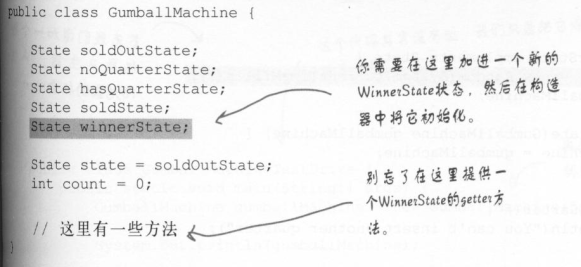 public class GumballMachine {
State soldOutState;
State noQuarterState;
State hasQuarterState;
State soldState;
State winnerState;
你需要在这里加进一个新的
WinnerState状态，然后在构造
器中将它初始化。
State state = soldOutState;
int count = 0;
别忘了在这里提供一
个WinnerState的getter方
法。
// 这里有一些方法
}